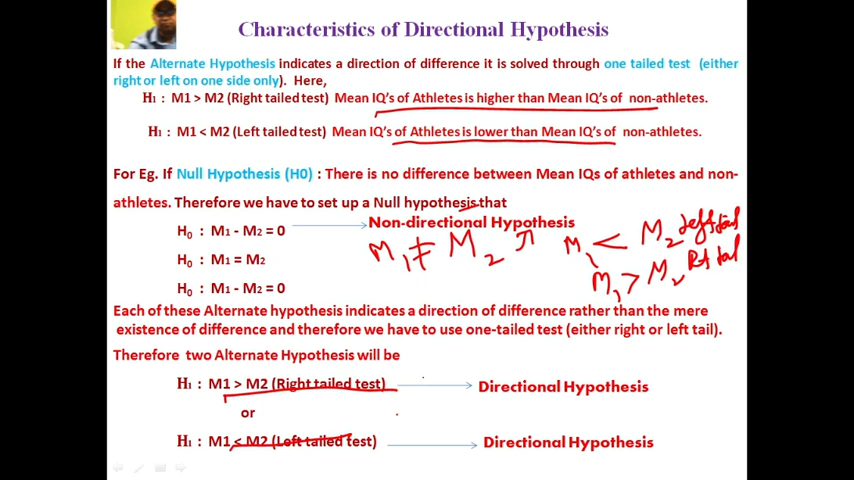 Characteristics of Directional Hypothesis
If the Alternate Hypothesis indicates a direction of difference it is solved through one tailed test (either
right or left on one side only). Here,
H1 : M1 > M2 (Right tailed test) Mean IQ's of Athletes is higher than Mean IQ's of non-athletes.
H1 : M1 < M2 (Left tailed test) Mean IQ's of Athletes is lower than Mean IQ's of non-athletes.
For Eg. If Null Hypothesis (H0) : There is no difference between Mean IQs of athletes and non-
athletes. Therefore we have to set up a Null hypothesis that
H0 : M1 - M2 = 0
Non-directional Hypothesis
M1 ≠ M2
M1 < M2 Left tail
H0 : M1 = M2
M1 > M2 Rt tail
H0 : M1 - M2 = 0
Each of these Alternate hypothesis indicates a direction of difference rather than the mere
existence of difference and therefore we have to use one-tailed test (either right or left tail).
Therefore two Alternate Hypothesis will be
H1 : M1 > M2 (Right tailed test) Directional Hypothesis
or
H1 : M1 < M2 (Left tailed test) Directional Hypothesis